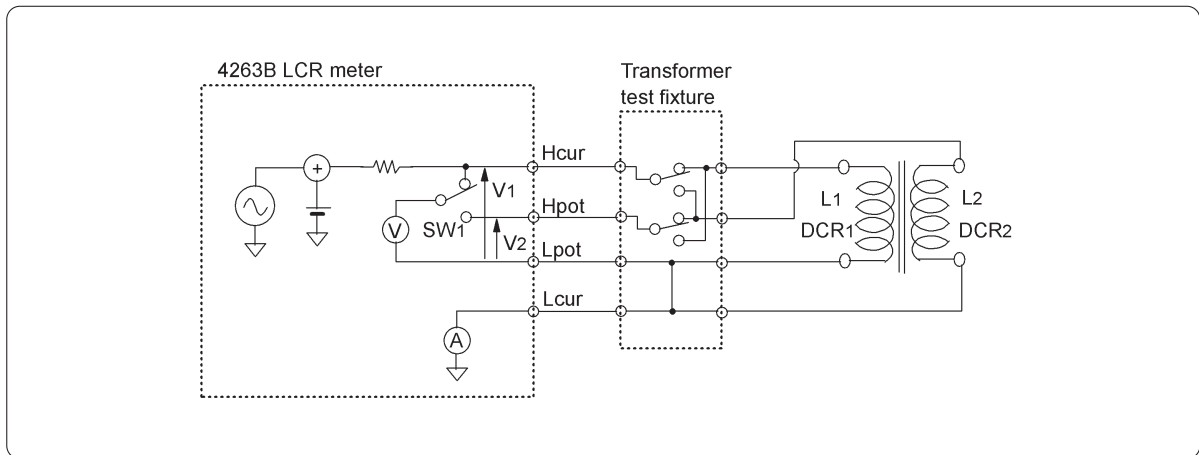 4263B LCR meter
Transformer
test fixture
Hcur
+
V1
L1
L2
Hpot
V
SW1
DCR1
DCR2
V2
Lpot
Lcur
A